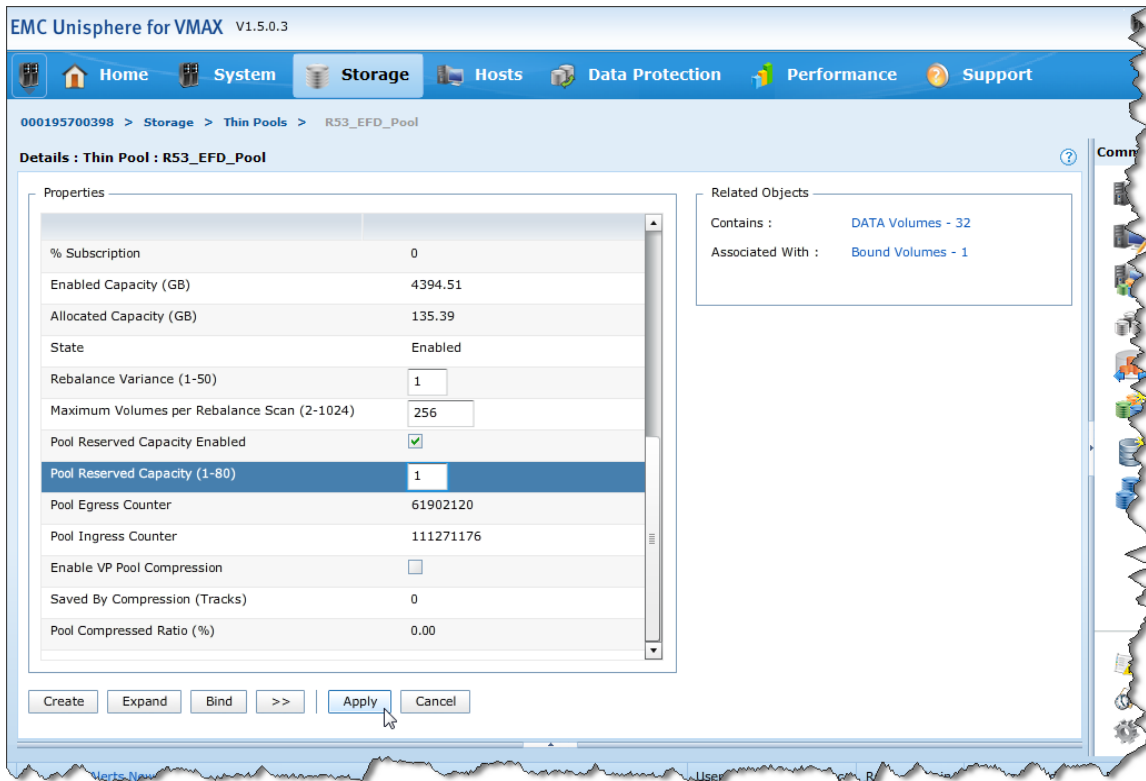 EMC Unisphere for VMAX V1.5.0.3
Home System Storage Hosts Data Protection Performance Support
000195700398 > Storage > Thin Pools > R53_EFD_Pool
Details : Thin Pool : R53_EFD_Pool
Comm
Properties
% Subscription 0
Enabled Capacity (GB) 4394.51
Allocated Capacity (GB) 135.39
State Enabled
Rebalance Variance (1-50) 1
Maximum Volumes per Rebalance Scan (2-1024) 256
Pool Reserved Capacity Enabled
Pool Reserved Capacity (1-80) 1
Pool Egress Counter 61902120
Pool Ingress Counter 111271176
Enable VP Pool Compression
Saved By Compression (Tracks) 0
Pool Compressed Ratio (%) 0.00
Related Objects
Contains : DATA Volumes - 32
Associated With : Bound Volumes - 1
Create Expand Bind >> Apply Cancel